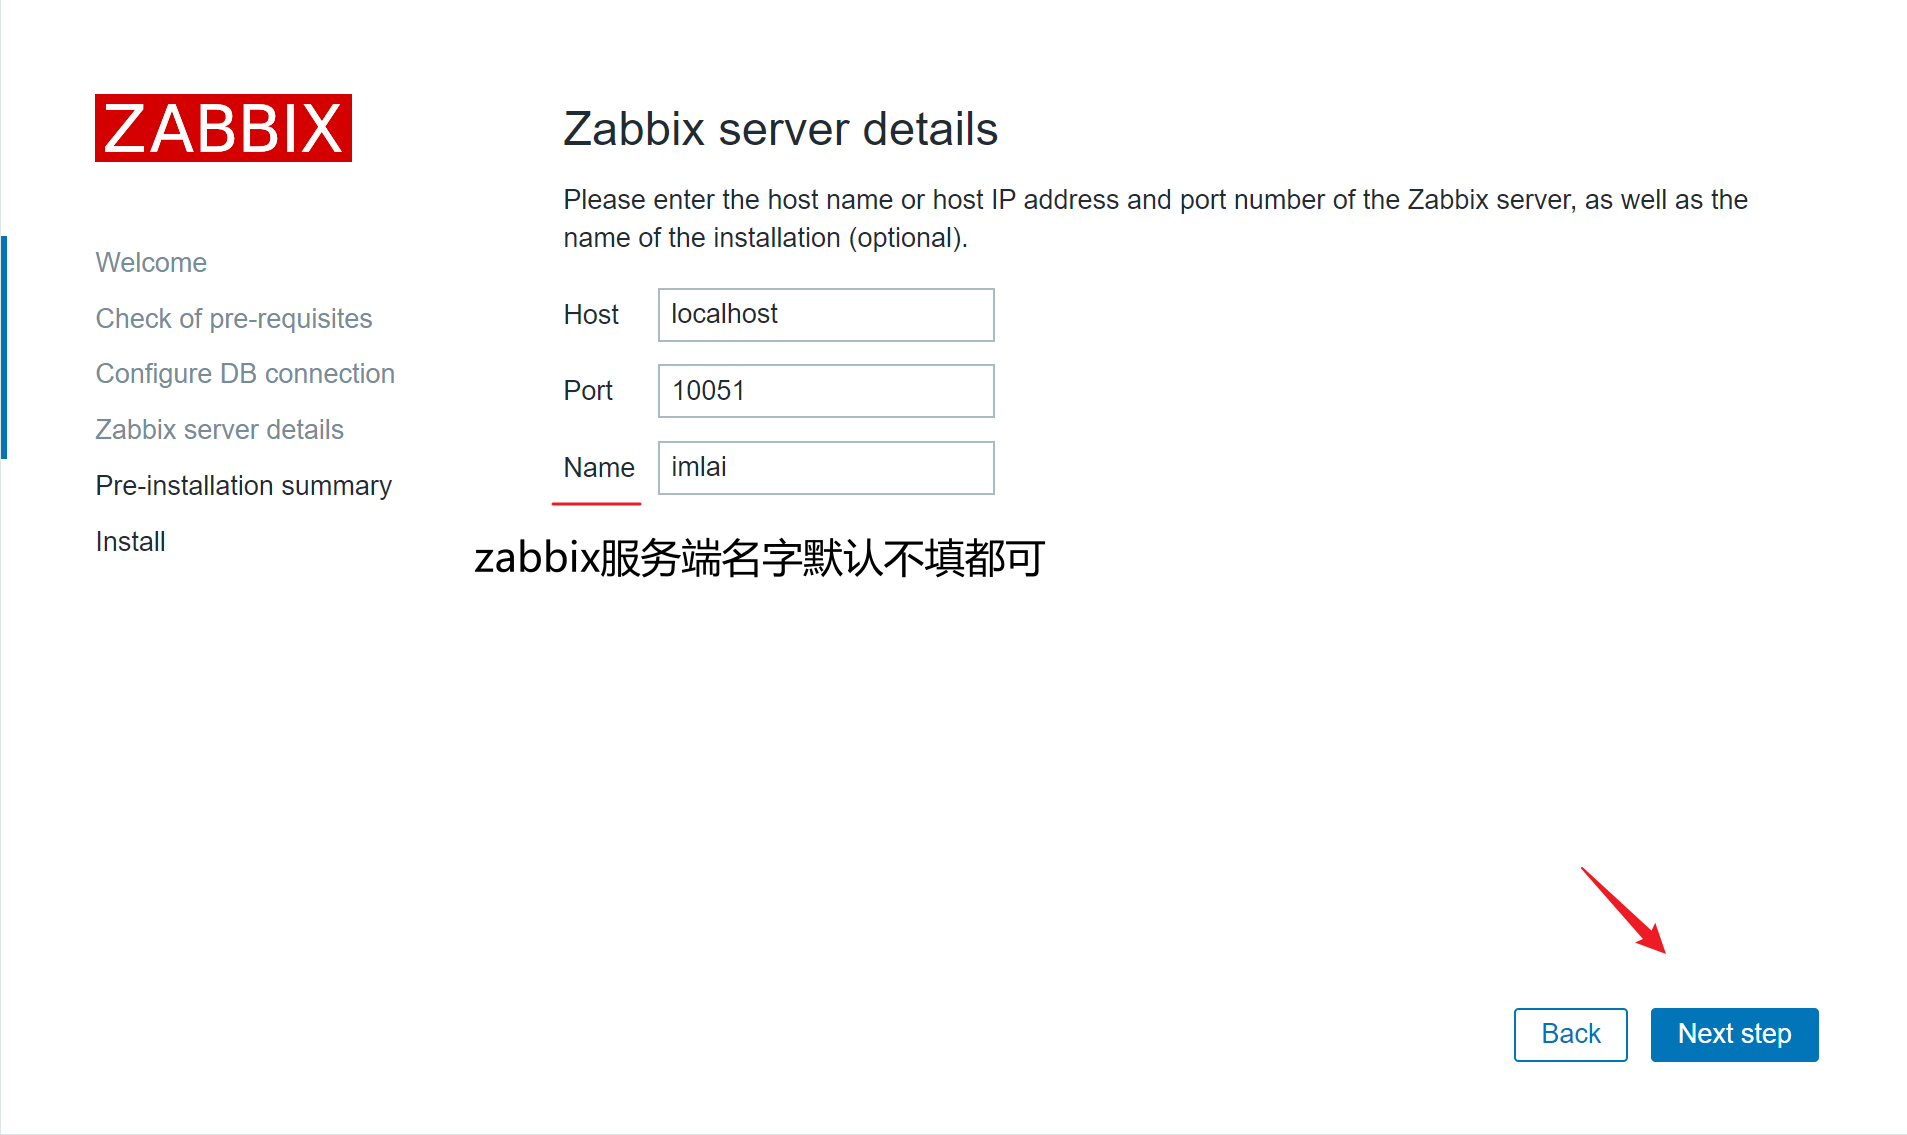 ZABBIX
Welcome
Check of pre-requisites
Configure DB connection
Zabbix server details
Pre-installation summary
Install
Zabbix server details
Please enter the host name or host IP address and port number of the Zabbix server, as well as the
name of the installation (optional).
Host localhost
Port 10051
Name imlai
zabbix服务端名字默认不填都可
Back Next step